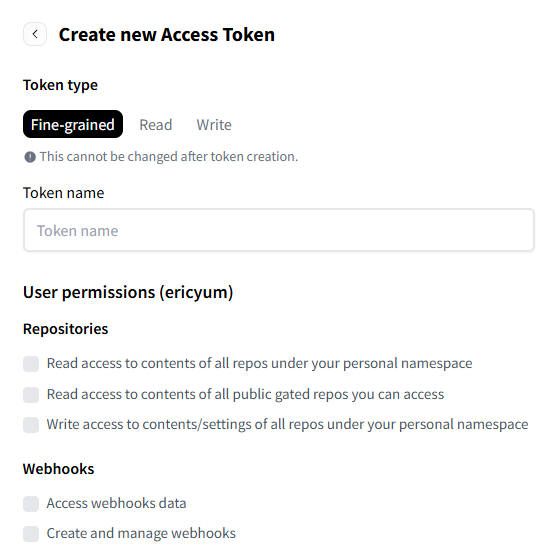 Create new Access Token
Token type
Fine-grained Read Write
This cannot be changed after token creation.
Token name
Token name
User permissions (ericyum)
Repositories
Read access to contents of all repos under your personal namespace
Read access to contents of all public gated repos you can access
Write access to contents/settings of all repos under your personal namespace
Webhooks
Access webhooks data
Create and manage webhooks